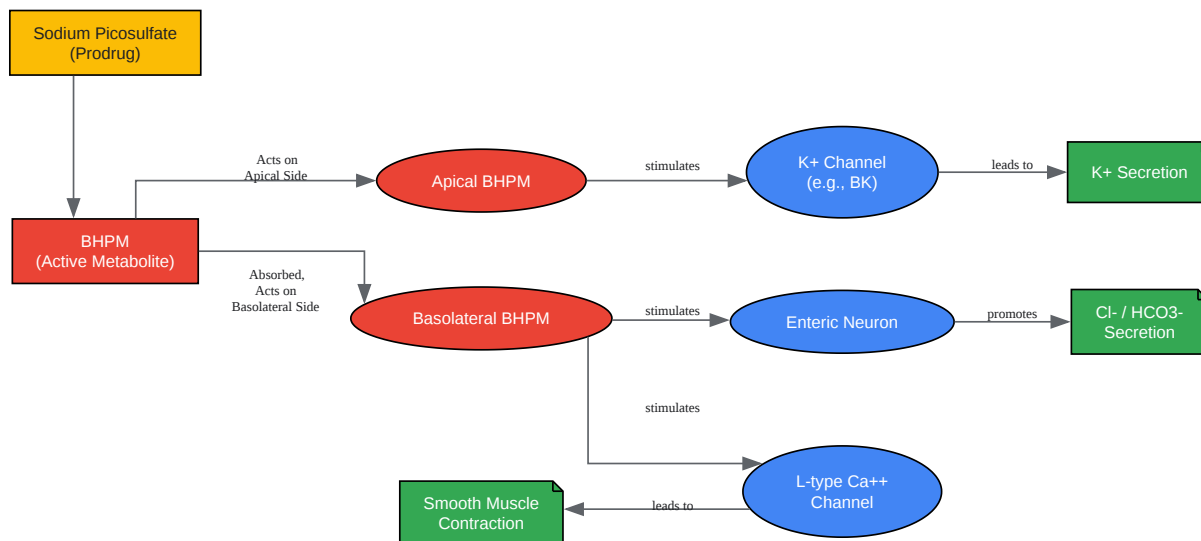 Sodium Picosulfate
(Prodrug)
Acts on
Apical Side
Apical BHPM
stimulates
K+ Channel
(e.g., BK)
leads to
K+ Secretion
BHPM
(Active Metabolite)
Absorbed,
Acts on
Basolateral Side
Basolateral BHPM
stimulates
Enteric Neuron
promotes
Cl- / HCO3-
Secretion
stimulates
L-type Ca++
Channel
leads to
Smooth Muscle
Contraction